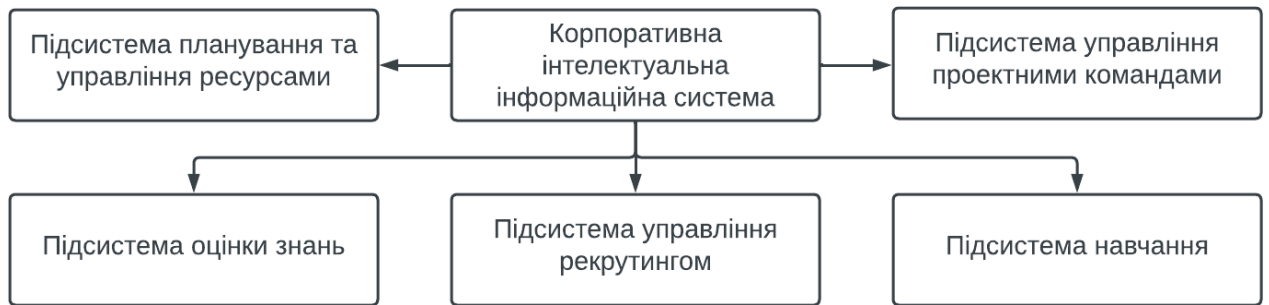 Підсистема планування та
управління ресурсами
Корпоративна
інтелектуальна
інформаційна система
Підсистема управління
проектними командами
Підсистема оцінки знань
Підсистема управління
рекрутингом
Підсистема навчання